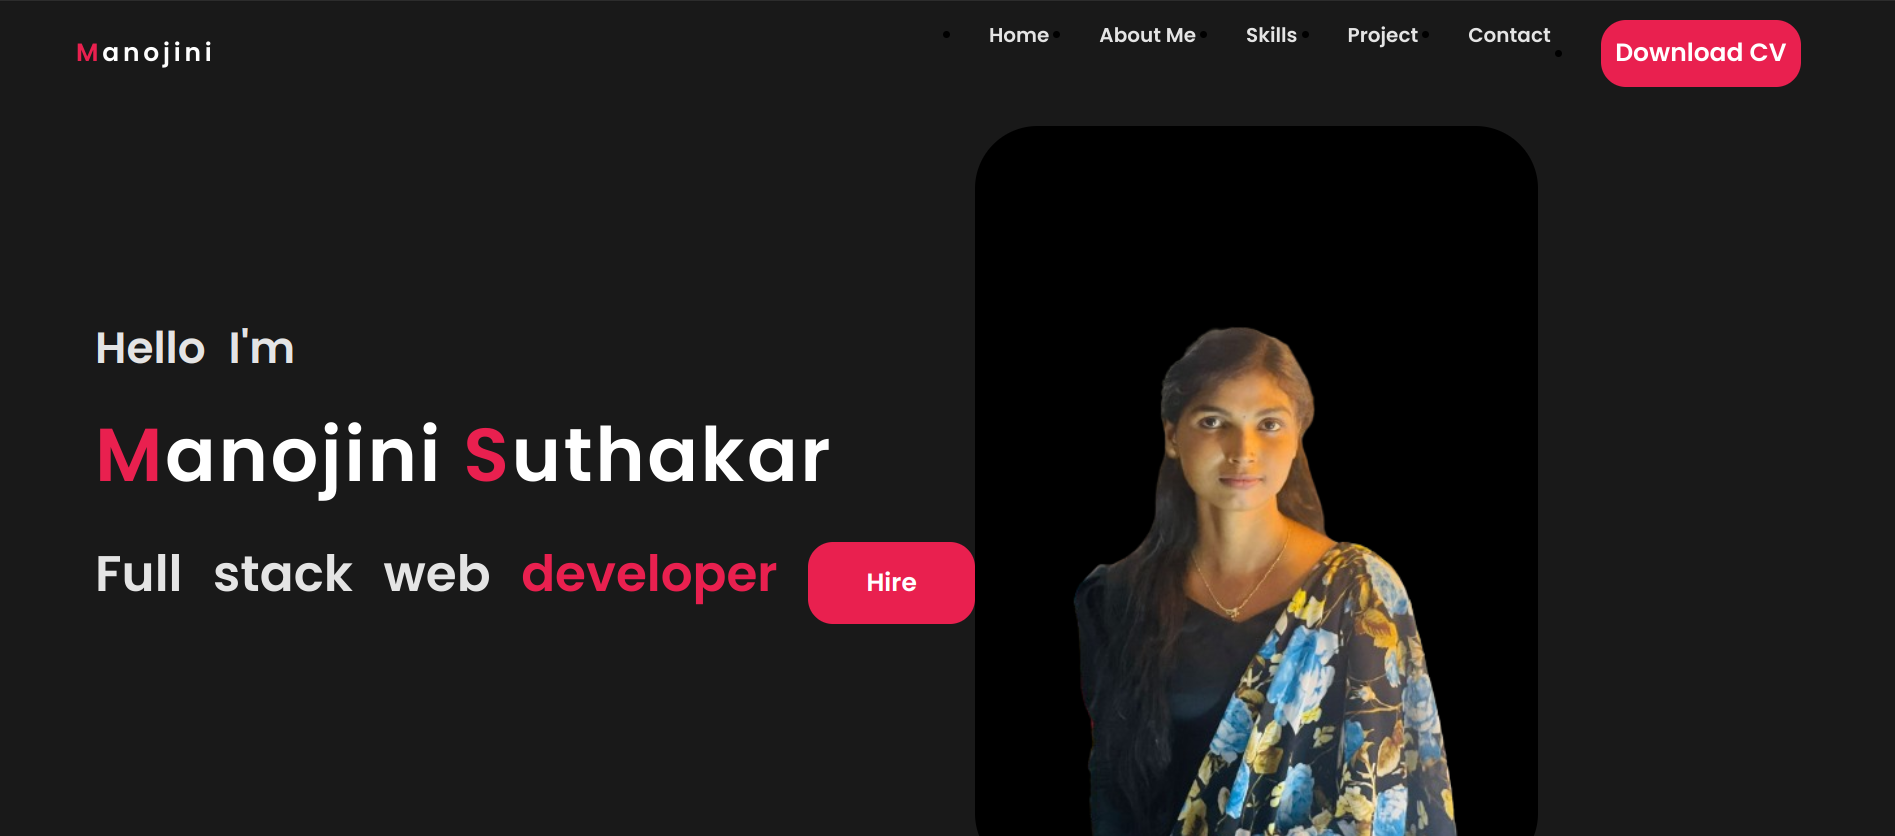 Manojini
Home About Me Skills Project Contact Download CV
Hello I'm
Manojini Suthakar
Full stack web developer Hire